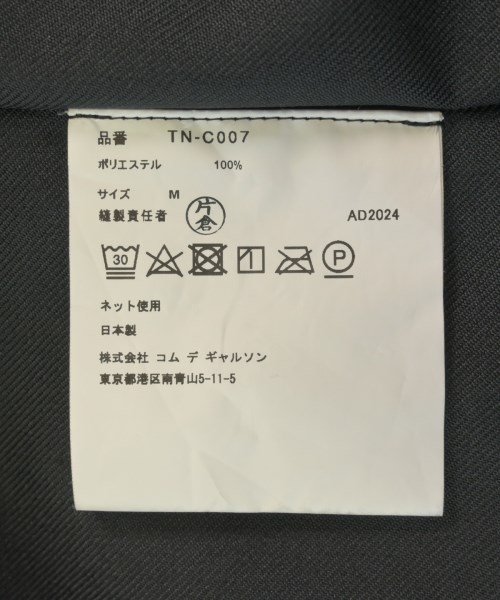 品番 TN-C007
ポリエステル 100%
サイズ M
縫製責任者 片倉 AD2024
30 P
ネット使用
日本製
株式会社 コム デ ギャルソン
東京都港区南青山5-11-5